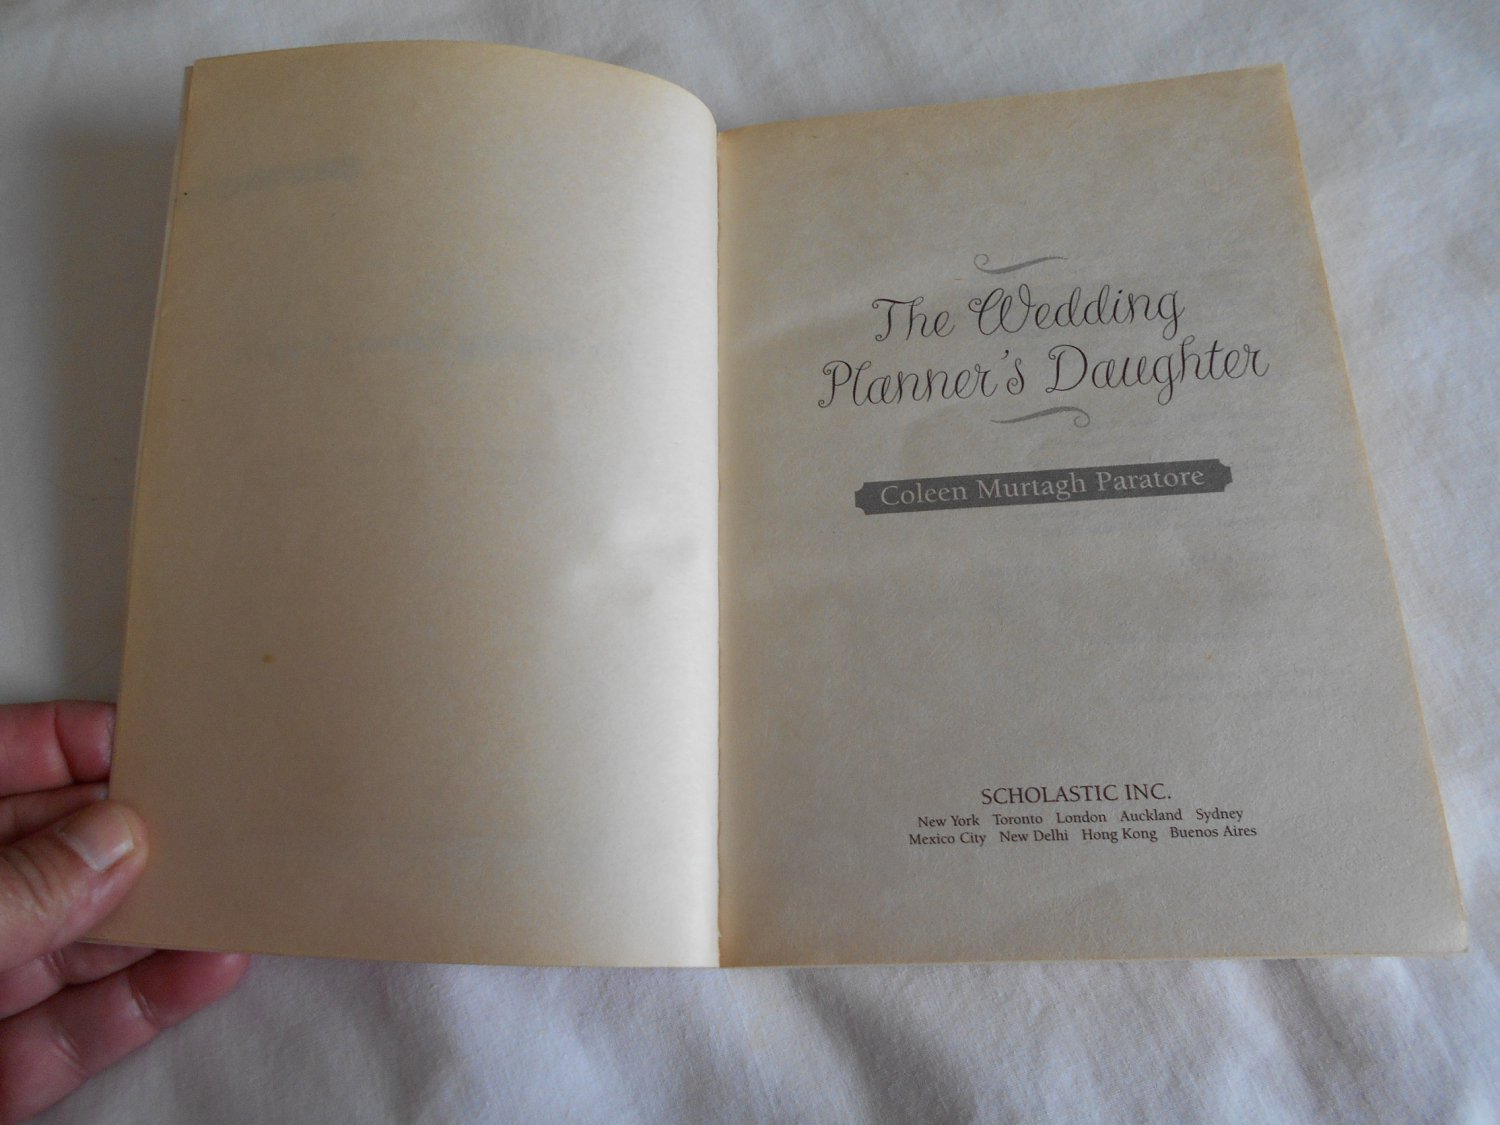 The Wedding
Planner's Daughter
Coleen Murtagh Paratore
SCHOLASTIC INC.
New York Toronto London Auckland Sydney
Mexico City New Delhi Hong Kong Buenos Aires